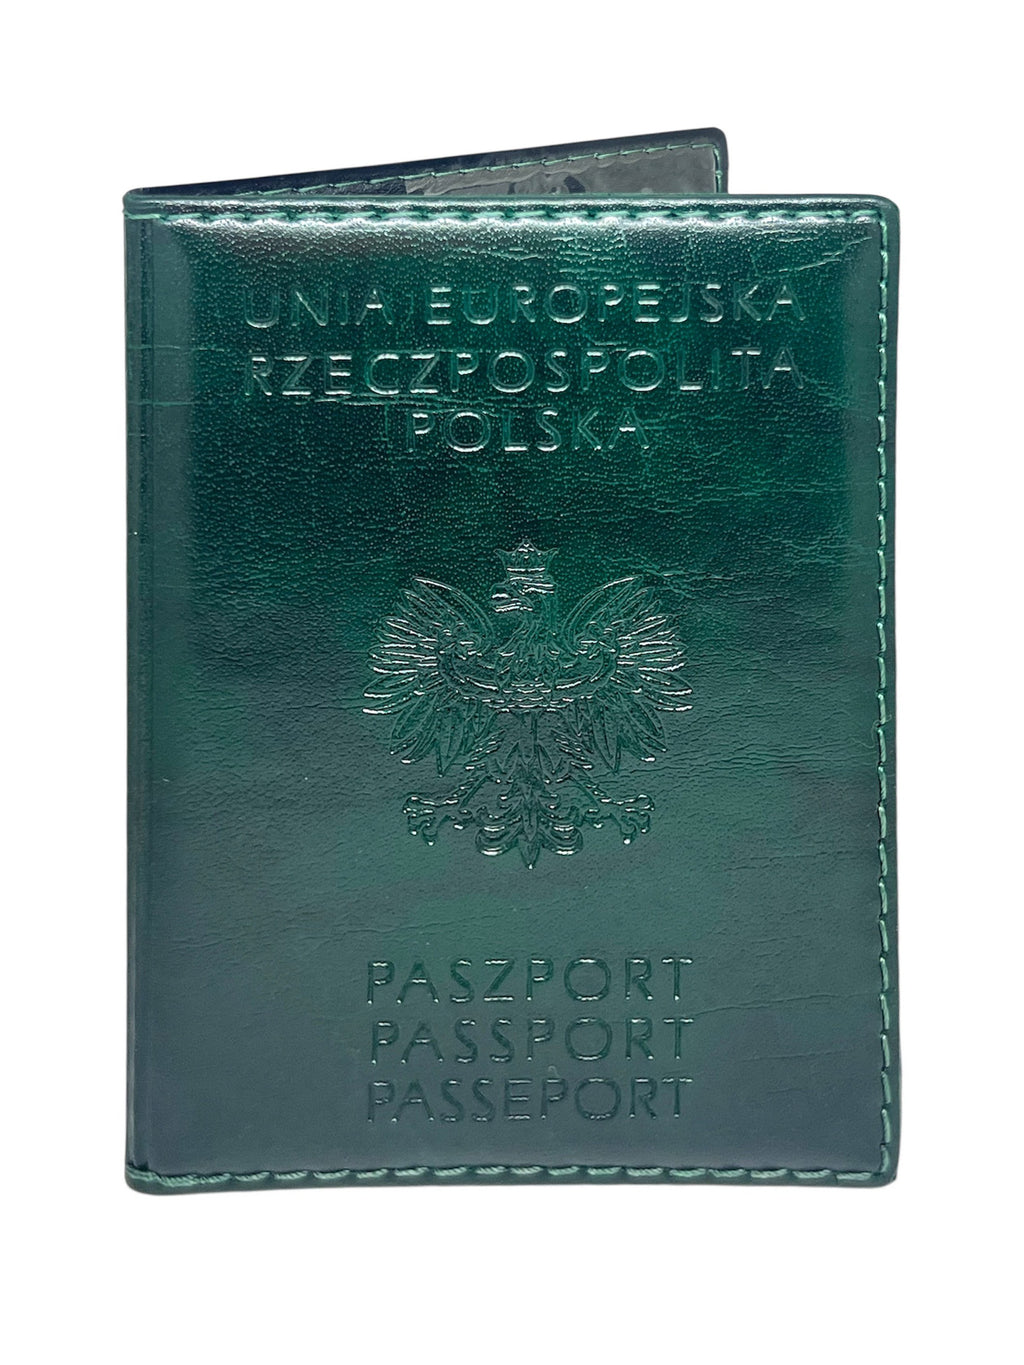 UNIA EUROPEJSKA
RZECZPOSPOLITA
POLSKA
PASZPORT
PASSPORT
PASSEPORT